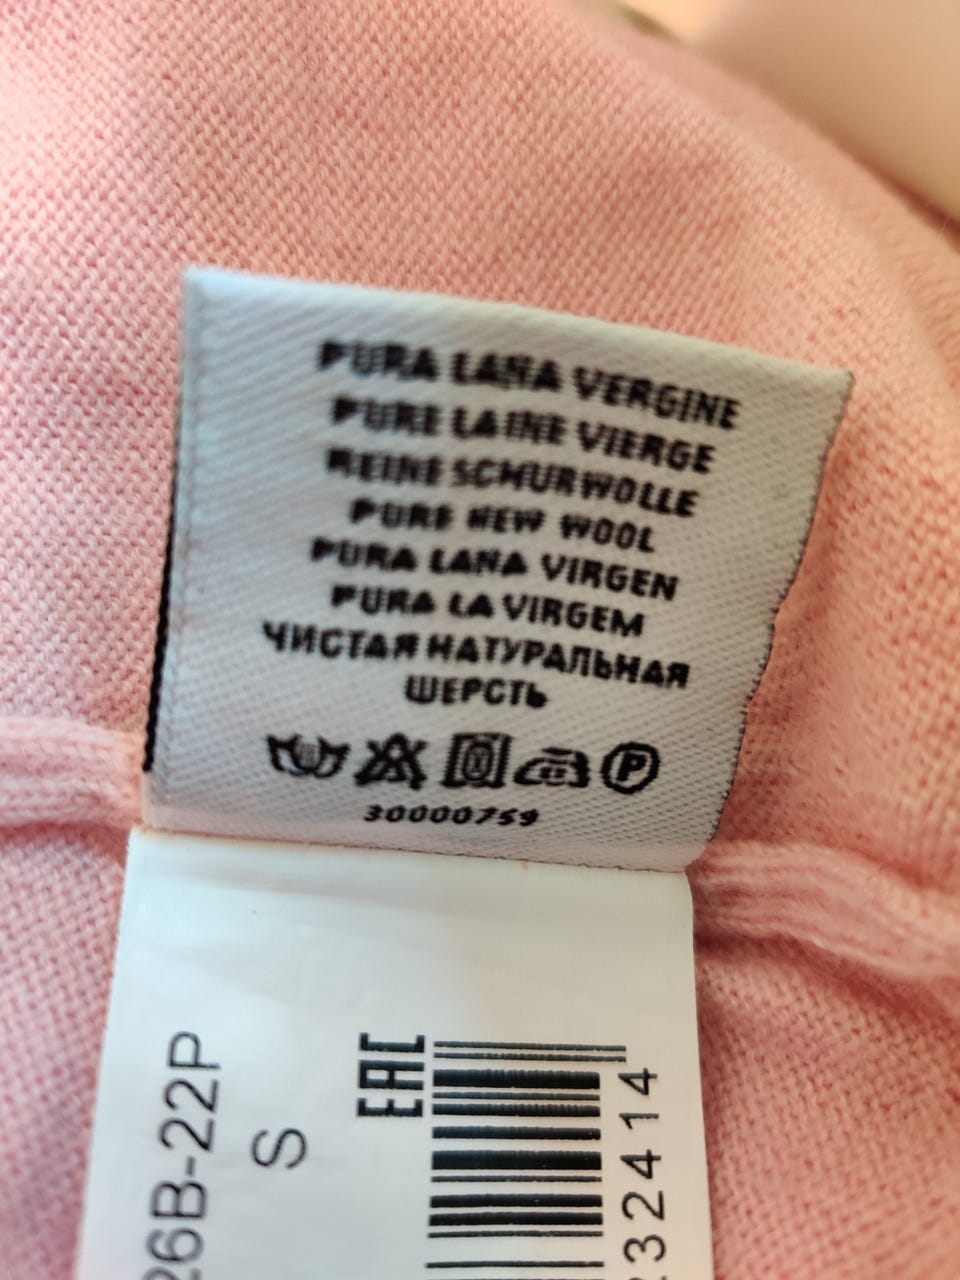 PURA LANA VERGINE
PURE LAINE VIERGE
REINE SCHURWOLLE
PURE NEW WOOL
PURA LANA VIRGEN
PURA LA VIRGEM
ЧИСТАЯ НАТУРАЛЬНАЯ
ШЕРСТЬ
P
30000759
26B-22P
S
EAC
232414